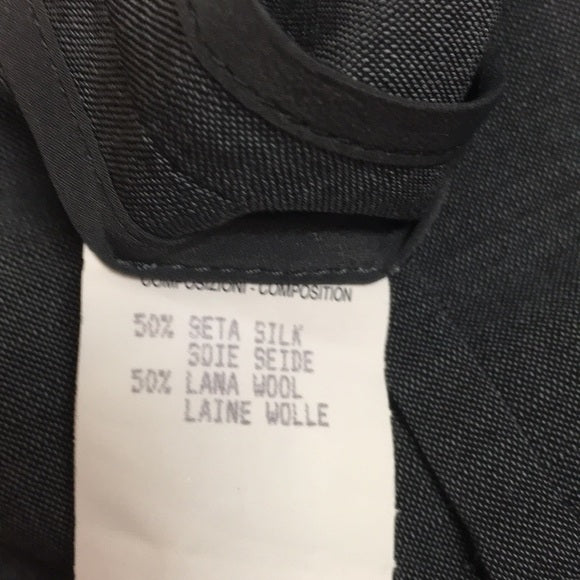 COMPOSIZIONI - COMPOSITION
50% SETA SILK
SOIE SEIDE
50% LANA WOOL
LAINE WOLLE